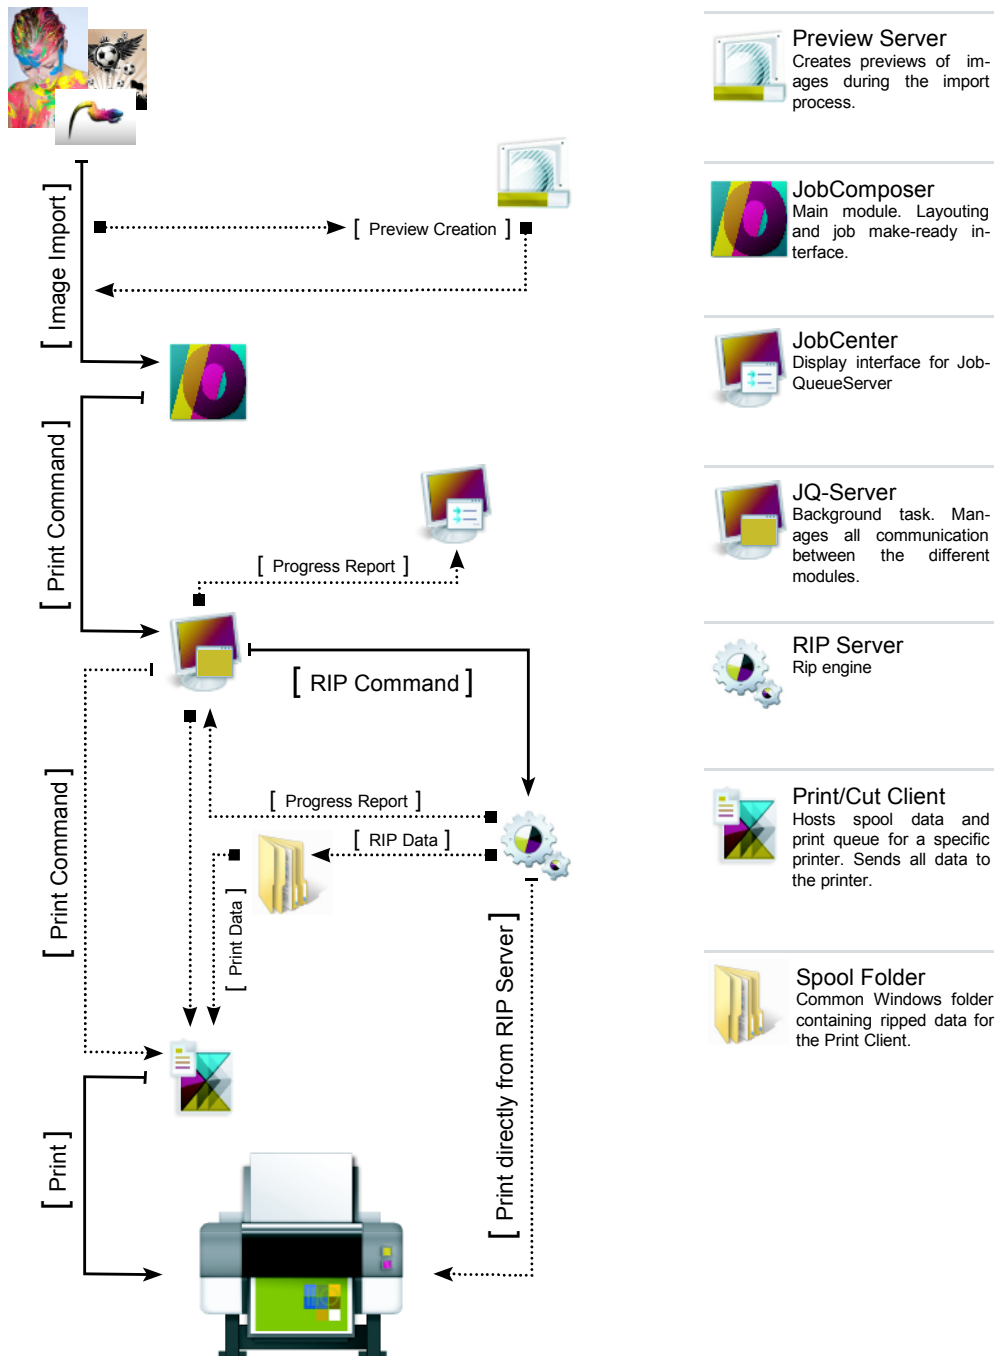 [ Image Import ]
[ Preview Creation ]
[ Print Command ]
[ Progress Report ]
[ RIP Command ]
[ Print Command ]
[ Progress Report ]
[ RIP Data ]
[ Print Data ]
[ Print directly from RIP Server ]
[ Print ]
Preview Server
Creates previews of im-
ages during the import
process.
JobComposer
Main module. Layouting
and job make-ready in-
terface.
JobCenter
Display interface for Job-
QueueServer
JQ-Server
Background task. Man-
ages all communication
between the different
modules.
RIP Server
Rip engine
Print/Cut Client
Hosts spool data and
print queue for a specific
printer. Sends all data to
the printer.
Spool Folder
Common Windows folder
containing ripped data for
the Print Client.